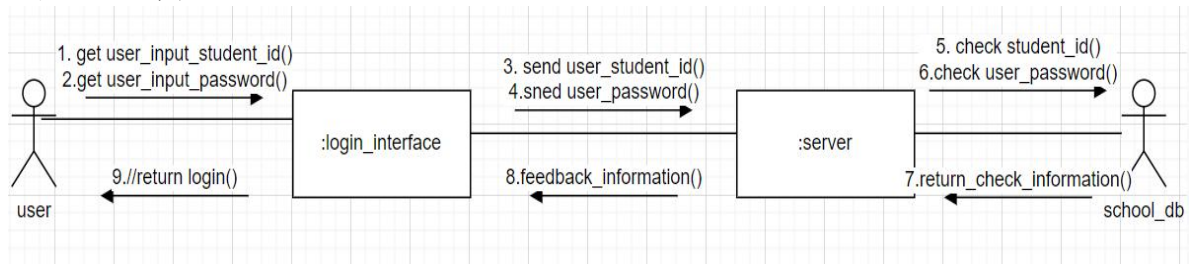 1. get user_input_student_id()
2.get user_input_password()
3. send user_student_id()
4.sned user_password()
5. check student_id()
6.check user_password()
:login_interface
:server
9.//return login()
8.feedback_information()
7.return_check_information()
user
school_db